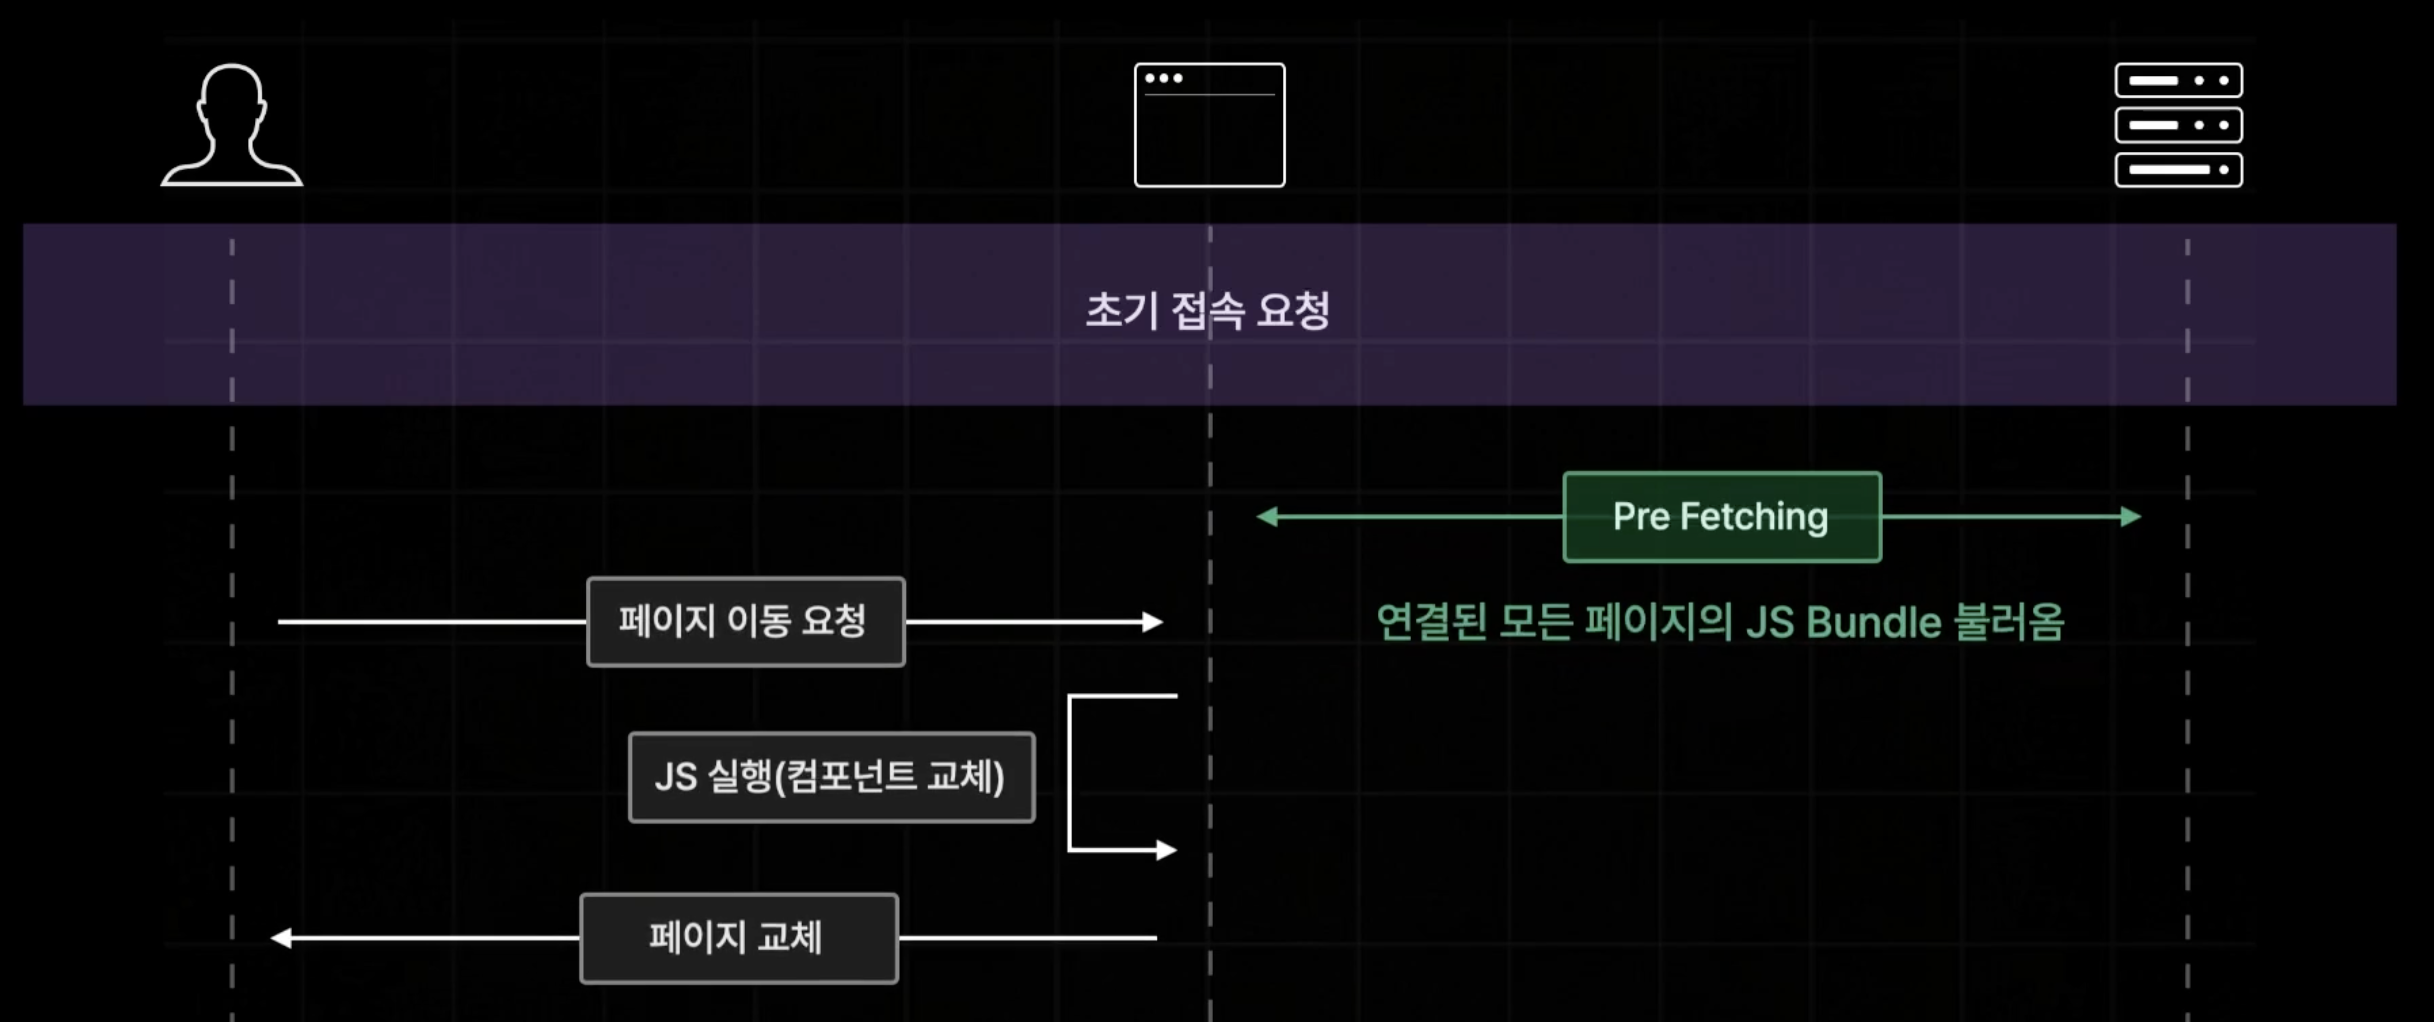 초기 접속 요청
Pre Fetching
페이지 이동 요청
연결된 모든 페이지의 JS Bundle 불러옴
JS 실행(컴포넌트 교체)
페이지 교체